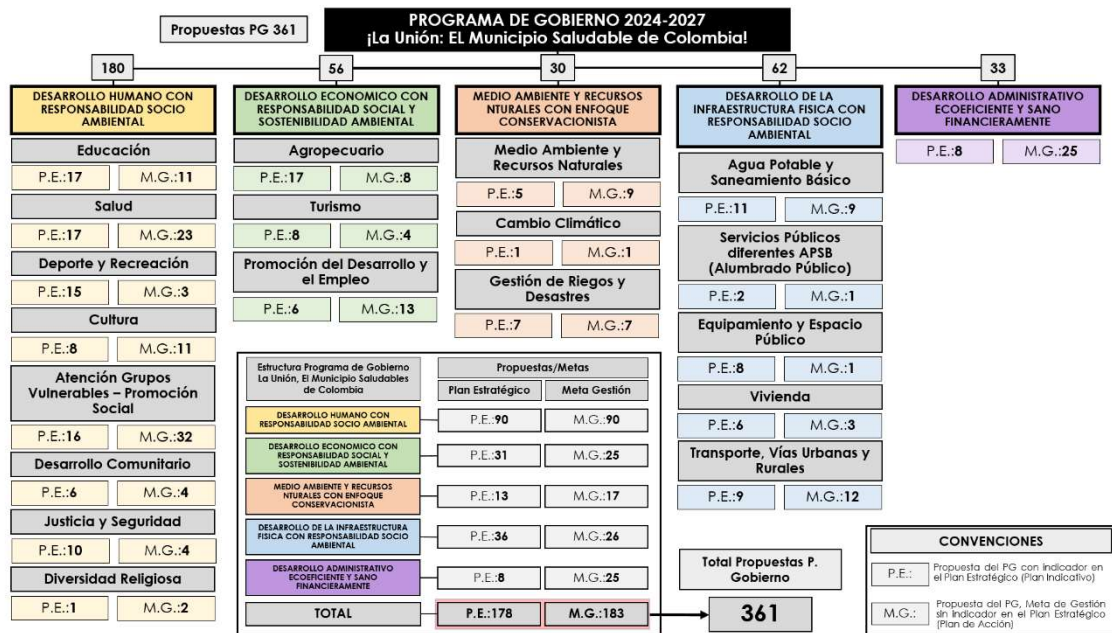 Propuestas PG 361
PROGRAMA DE GOBIERNO 2024-2027
¡La Unión: EL Municipio Saludable de Colombia!
180
56
30
62
33
DESARROLLO HUMANO CON
RESPONSABILIDAD SOCIO
AMBIENTAL
Educación
P.E.:17
M.G.:11
Salud
P.E.:17
M.G.:23
Deporte y Recreación
P.E.:15
M.G.:3
Cultura
P.E.:8
M.G.:11
Atención Grupos
Vulnerables – Promoción
Social
P.E.:16
M.G.:32
Desarrollo Comunitario
P.E.:6
M.G.:4
Justicia y Seguridad
P.E.:10
M.G.:4
Diversidad Religiosa
P.E.:1
M.G.:2
DESARROLLO ECONOMICO CON
RESPONSABILIDAD SOCIAL Y
SOSTENIBILIDAD AMBIENTAL
Agropecuario
P.E.:17
M.G.:8
Turismo
P.E.:8
M.G.:4
Promoción del Desarrollo y
el Empleo
P.E.:6
M.G.:13
MEDIO AMBIENTE Y RECURSOS
NTURALES CON ENFOQUE
CONSERVACIONISTA
Medio Ambiente y
Recursos Naturales
P.E.:5
M.G.:9
Cambio Climático
P.E.:1
M.G.:1
Gestión de Riegos y
Desastres
P.E.:7
M.G.:7
DESARROLLO DE LA
INFRAESTRUCTURA FISICA CON
RESPONSABILIDAD SOCIO
AMBIENTAL
Agua Potable y
Saneamiento Básico
P.E.:11
M.G.:9
Servicios Públicos
diferentes APSB
(Alumbrado Público)
P.E.:2
M.G.:1
Equipamiento y Espacio
Público
P.E.:8
M.G.:1
Vivienda
P.E.:6
M.G.:3
Transporte, Vías Urbanas y
Rurales
P.E.:9
M.G.:12
DESARROLLO ADMINISTRATIVO
ECOEFICIENTE Y SANO
FINANCIERAMENTE
P.E.:8
M.G.:25
Estructura Programa de Gobierno
La Unión, El Municipio Saludables
de Colombia
Propuestas/Metas
Plan Estratégico
Meta Gestión
DESARROLLO HUMANO CON
RESPONSABILIDAD SOCIO AMBIENTAL
P.E.:90
M.G.:90
DESARROLLO ECONOMICO CON
RESPONSABILIDAD SOCIAL Y
SOSTENIBILIDAD AMBIENTAL
P.E.:31
M.G.:25
MEDIO AMBIENTE Y RECURSOS
NTURALES CON ENFOQUE
CONSERVACIONISTA
P.E.:13
M.G.:17
DESARROLLO DE LA INFRAESTRUCTURA
FISICA CON RESPONSABILIDAD SOCIO
AMBIENTAL
P.E.:36
M.G.:26
DESARROLLO ADMINISTRATIVO
ECOEFICIENTE Y SANO
FINANCIERAMENTE
P.E.:8
M.G.:25
TOTAL
P.E.:178
M.G.:183
Total Propuestas P.
Gobierno
361
CONVENCIONES
P.E.:
Propuesta del PG con indicador en
el Plan Estratégico (Plan Indicativo)
M.G.:
Propuesta del PG, Meta de Gestión
sin indicador en el Plan Estratégico
(Plan de Acción)